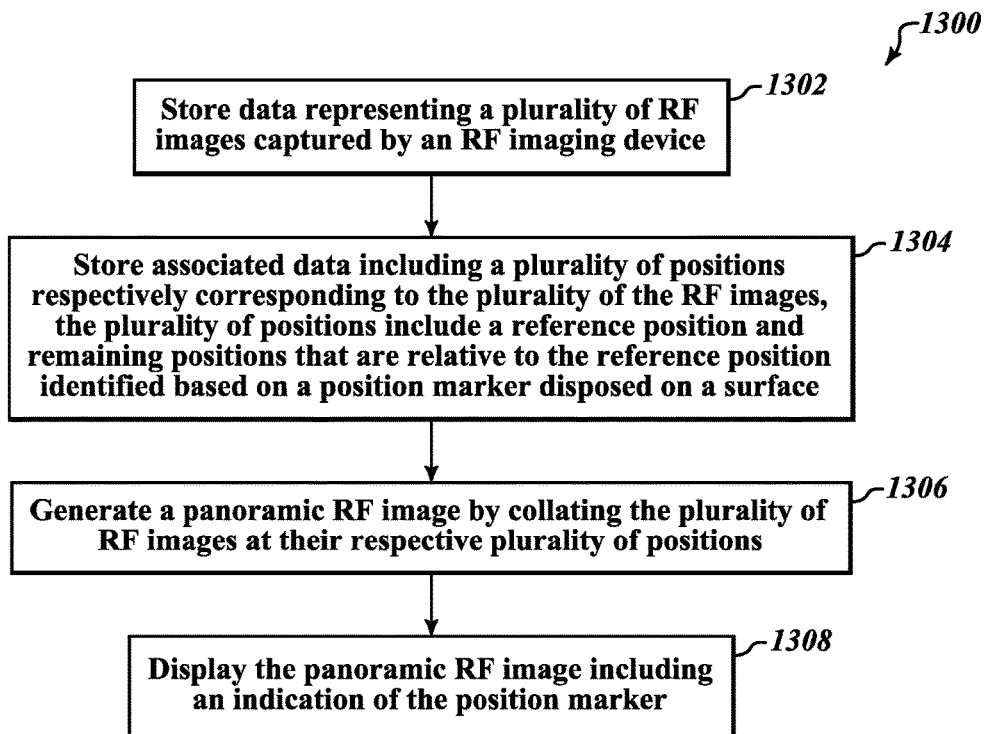 1300
1302
Store data representing a plurality of RF
images captured by an RF imaging device
1304
Store associated data including a plurality of positions
respectively corresponding to the plurality of the RF images,
the plurality of positions include a reference position and
remaining positions that are relative to the reference position
identified based on a position marker disposed on a surface
1306
Generate a panoramic RF image by collating the plurality of
RF images at their respective plurality of positions
1308
Display the panoramic RF image including
an indication of the position marker